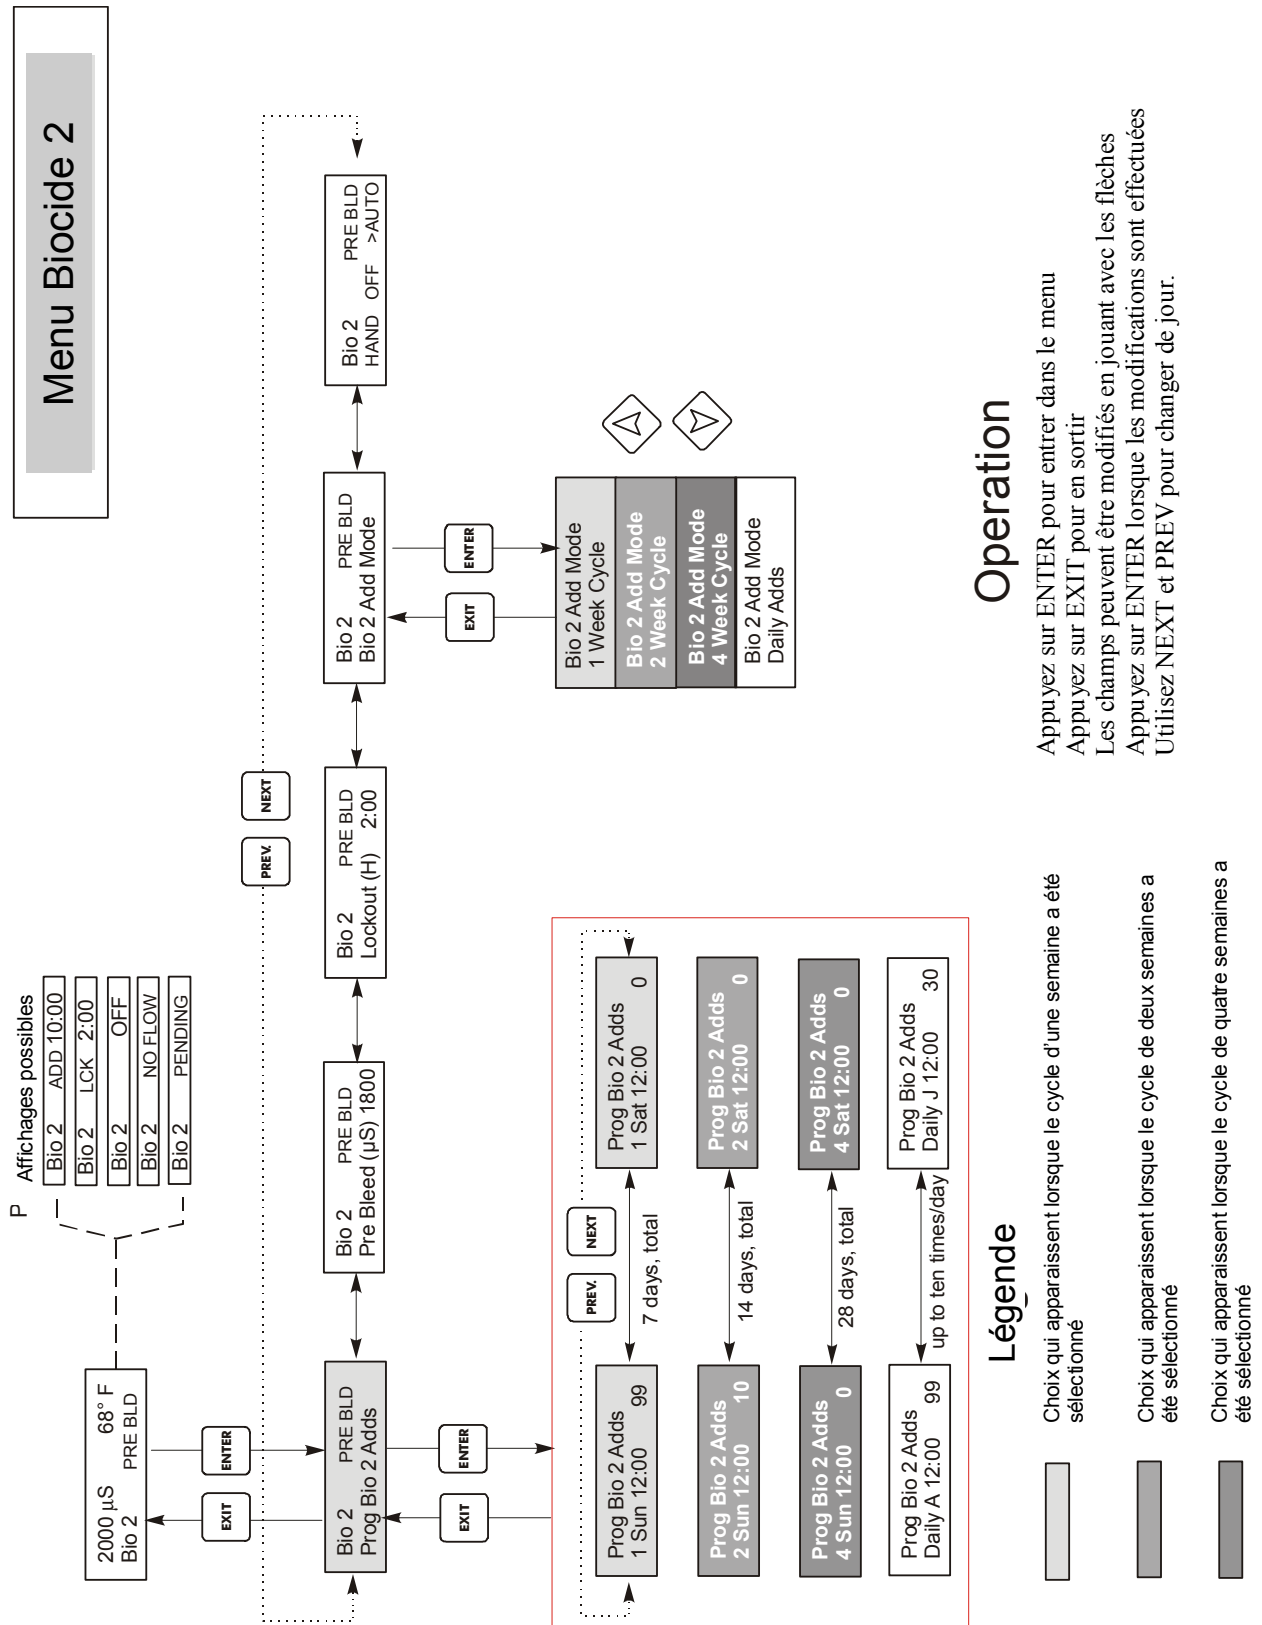 Menu Biocide 2
P
Affichages possibles
Bio 2 ADD 10:00
Bio 2 LCK 2:00
Bio 2 OFF
Bio 2 NO FLOW
Bio 2 PENDING
2000 µS 68° F
Bio 2 PRE BLD
EXIT
ENTER
PREV.
NEXT
Bio 2 PRE BLD
Prog Bio 2 Adds
Bio 2 PRE BLD
Pre Bleed (µS) 1800
Bio 2 PRE BLD
Lockout (H) 2:00
Bio 2 PRE BLD
Bio 2 Add Mode
Bio 2 PRE BLD
HAND OFF >AUTO
EXIT
ENTER
EXIT
ENTER
Bio 2 Add Mode
1 Week Cycle
Bio 2 Add Mode
2 Week Cycle
Bio 2 Add Mode
4 Week Cycle
Bio 2 Add Mode
Daily Adds
PREV.
NEXT
Prog Bio 2 Adds
1 Sun 12:00 99
7 days, total
Prog Bio 2 Adds
1 Sat 12:00 0
Prog Bio 2 Adds
2 Sun 12:00 10
14 days, total
Prog Bio 2 Adds
2 Sat 12:00 0
Prog Bio 2 Adds
4 Sun 12:00 0
28 days, total
Prog Bio 2 Adds
4 Sat 12:00 0
Prog Bio 2 Adds
Daily A 12:00 99
up to ten times/day
Prog Bio 2 Adds
Daily J 12:00 30
Légende
Choix qui apparaissent lorsque le cycle d'une semaine a été
sélectionné
Choix qui apparaissent lorsque le cycle de deux semaines a
été sélectionné
Choix qui apparaissent lorsque le cycle de quatre semaines a
été sélectionné
Operation
Appuyez sur ENTER pour entrer dans le menu
Appuyez sur EXIT pour en sortir
Les champs peuvent être modifiés en jouant avec les flèches
Appuyez sur ENTER lorsque les modifications sont effectuées
Utilisez NEXT et PREV pour changer de jour.